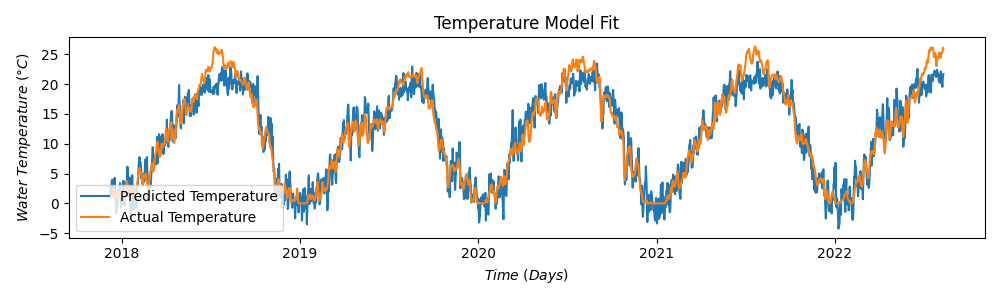 Temperature Model Fit
Water Temperature (°C)
25
20
15
10
5
0
−5
Predicted Temperature
Actual Temperature
2018
2019
2020
2021
2022
Time (Days)